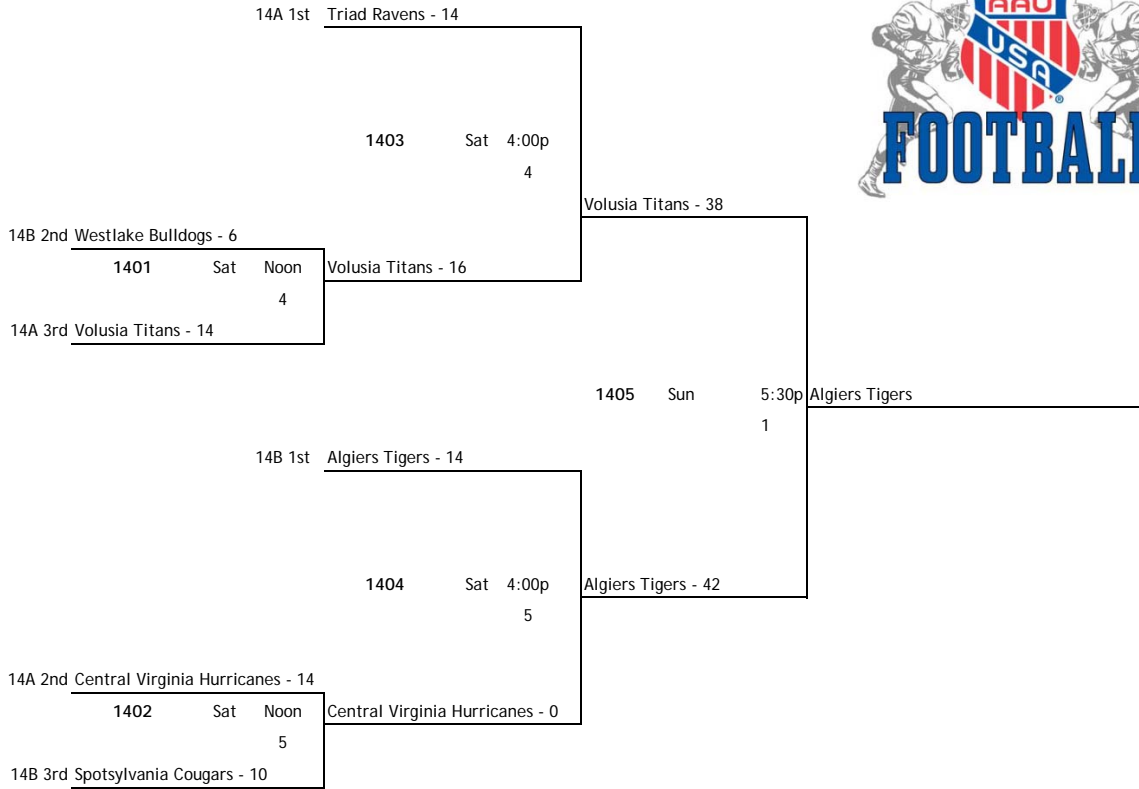 14A 1st Triad Ravens - 14
AAU
USA
®
FOOTBALL
1403 Sat 4:00p
4
Volusia Titans - 38
14B 2nd Westlake Bulldogs - 6
1401 Sat Noon Volusia Titans - 16
4
14A 3rd Volusia Titans - 14
1405 Sun 5:30p Algiers Tigers
1
14B 1st Algiers Tigers - 14
1404 Sat 4:00p Algiers Tigers - 42
5
14A 2nd Central Virginia Hurricanes - 14
1402 Sat Noon Central Virginia Hurricanes - 0
5
14B 3rd Spotsylvania Cougars - 10